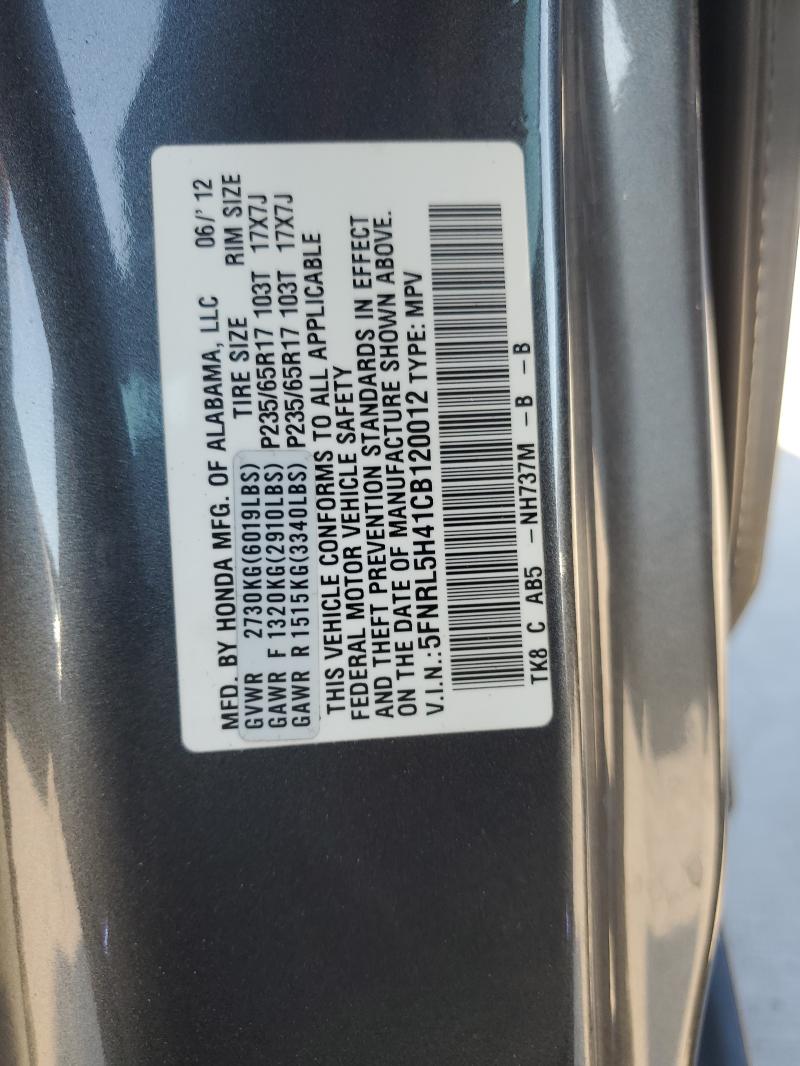 MFD. BY HONDA MFG. OF ALABAMA, LLC 06/'12
GVWR 2730KG(6019LBS) TIRE SIZE RIM SIZE
GAWR F 1320KG(2910LBS) P235/65R17 103T 17X7J
GAWR R 1515KG(3340LBS) P235/65R17 103T 17X7J
THIS VEHICLE CONFORMS TO ALL APPLICABLE
FEDERAL MOTOR VEHICLE SAFETY
AND THEFT PREVENTION STANDARDS IN EFFECT
ON THE DATE OF MANUFACTURE SHOWN ABOVE.
V.I.N.:5FNRL5H41CB120012 TYPE: MPV
TK8 C AB5 -NH737M -B -B